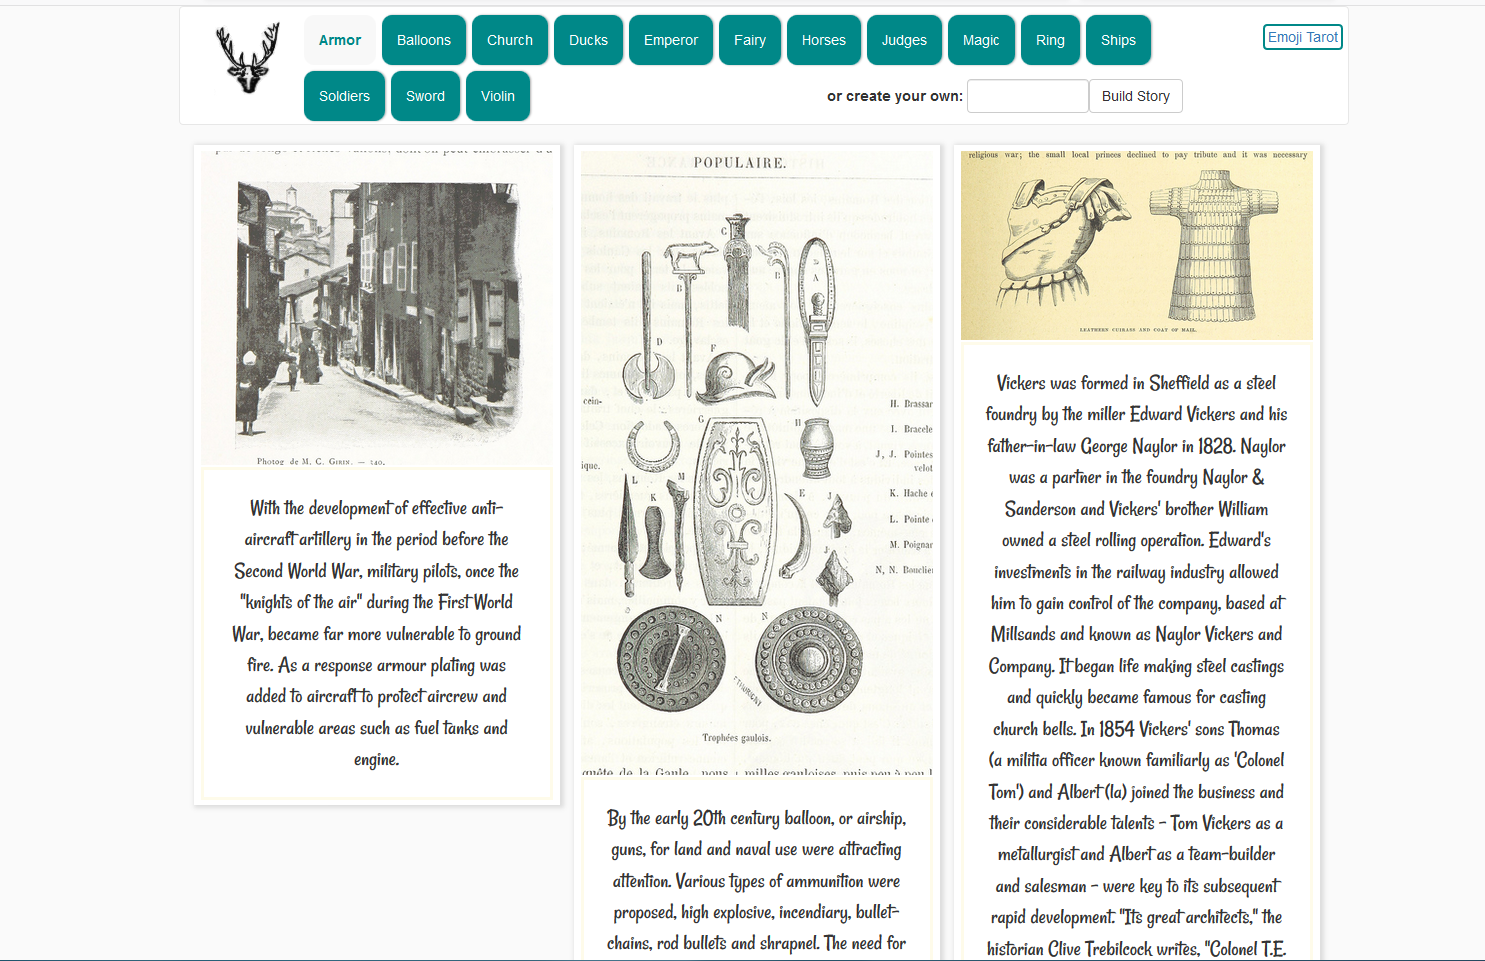 Armor
Balloons
Church
Ducks
Emperor
Fairy
Horses
Judges
Magic
Ring
Ships
Emoji Tarot
Soldiers
Sword
Violin
or create your own:
Build Story
Photog de M. C. Girin. — 140.
With the development of effective anti-
aircraft artillery in the period before the
Second World War, military pilots, once the
"knights of the air" during the First World
War, became far more vulnerable to ground
fire. As a response armour plating was
added to aircraft to protect aircrew and
vulnerable areas such as fuel tanks and
engine.
POPULAIRE.
G
B
B
A
D
F
cein-
H. Brassar
G
H
I. Bracele
J, J. Pointes
velot
ique.
L
M
K
E
J
K. Hache
L. Pointe
J
M. Poignar
N, N. Bouclier
N
N
Trophées gaulois.
quête de la Gaule, nous
milles gauloises, puis peu à peu l
By the early 20th century balloon, or airship,
guns, for land and naval use were attracting
attention. Various types of ammunition were
proposed, high explosive, incendiary, bullet-
chains, rod bullets and shrapnel. The need for
religious war; the small local princes declined to pay tribute and it was necessary
LEATHERN CUIRASS AND COAT OF MAIL.
Vickers was formed in Sheffield as a steel
foundry by the miller Edward Vickers and his
father-in-law George Naylor in 1828. Naylor
was a partner in the foundry Naylor &
Sanderson and Vickers' brother William
owned a steel rolling operation. Edward's
investments in the railway industry allowed
him to gain control of the company, based at
Millsands and known as Naylor Vickers and
Company. It began life making steel castings
and quickly became famous for casting
church bells. In 1854 Vickers' sons Thomas
(a militia officer known familiarly as 'Colonel
Tom') and Albert (la) joined the business and
their considerable talents – Tom Vickers as a
metallurgist and Albert as a team-builder
and salesman – were key to its subsequent
rapid development. "Its great architects," the
historian Clive Trebilcock writes, "Colonel T.E.